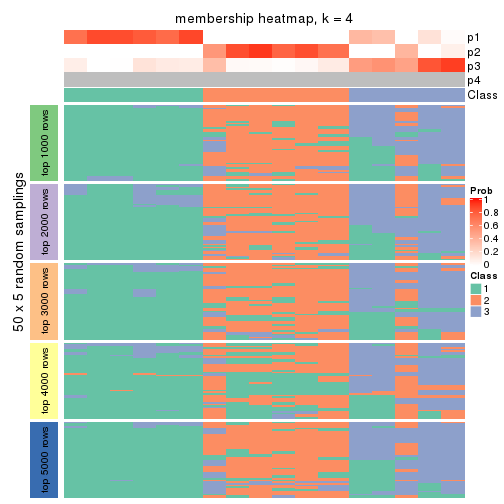 membership heatmap, k = 4
p1
p2
p3
p4
Class
50 x 5 random samplings
top 1000 rows
top 2000 rows
top 3000 rows
top 4000 rows
top 5000 rows
Prob
1
0.8
0.6
0.4
0.2
0
Class
1
2
3